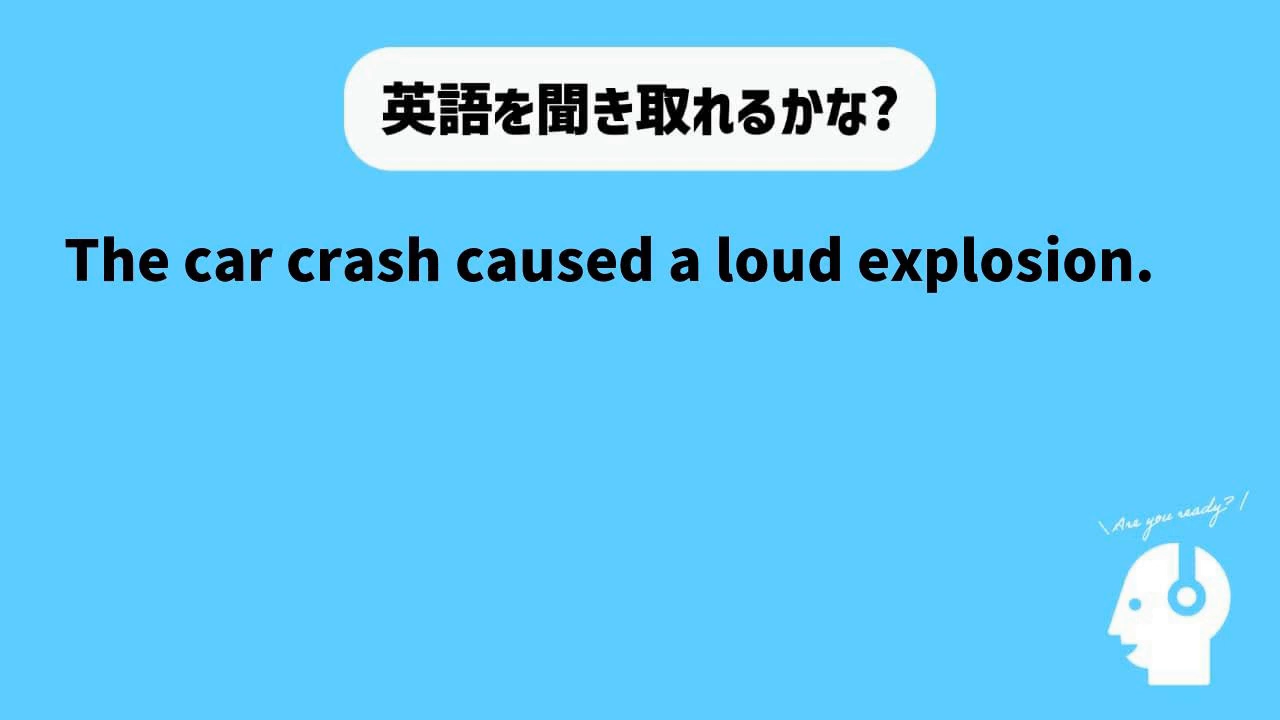 英語を聞き取れるかな?
The car crash caused a loud explosion.
\ Are you ready? /